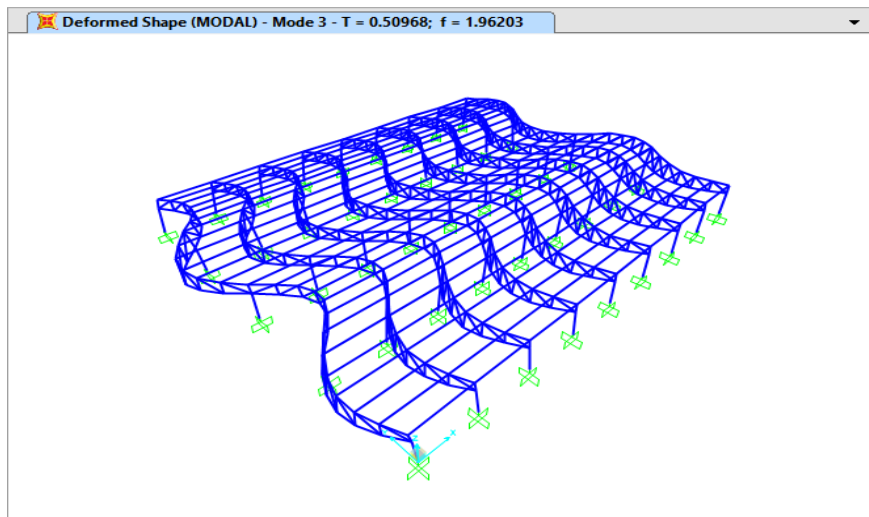 Deformed Shape (MODAL) - Mode 3 - T = 0.50968; f = 1.96203
Z
X